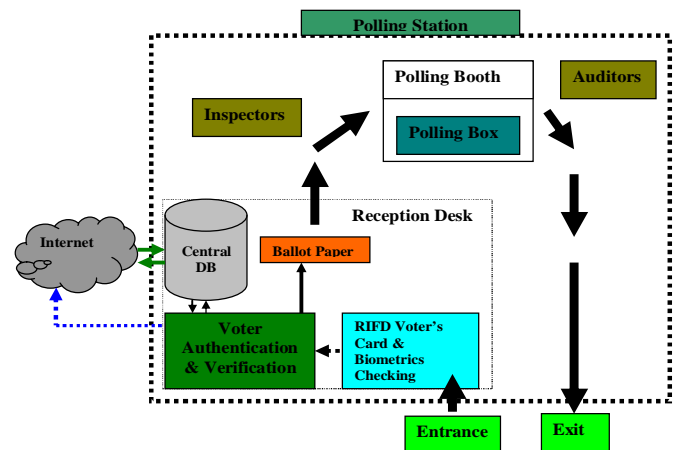 Polling Station
Polling Booth
Auditors
Inspectors
Polling Box
Reception Desk
Internet
Central
DB
Ballot Paper
Voter
Authentication
& Verification
RIFD Voter's
Card &
Biometrics
Checking
Entrance
Exit